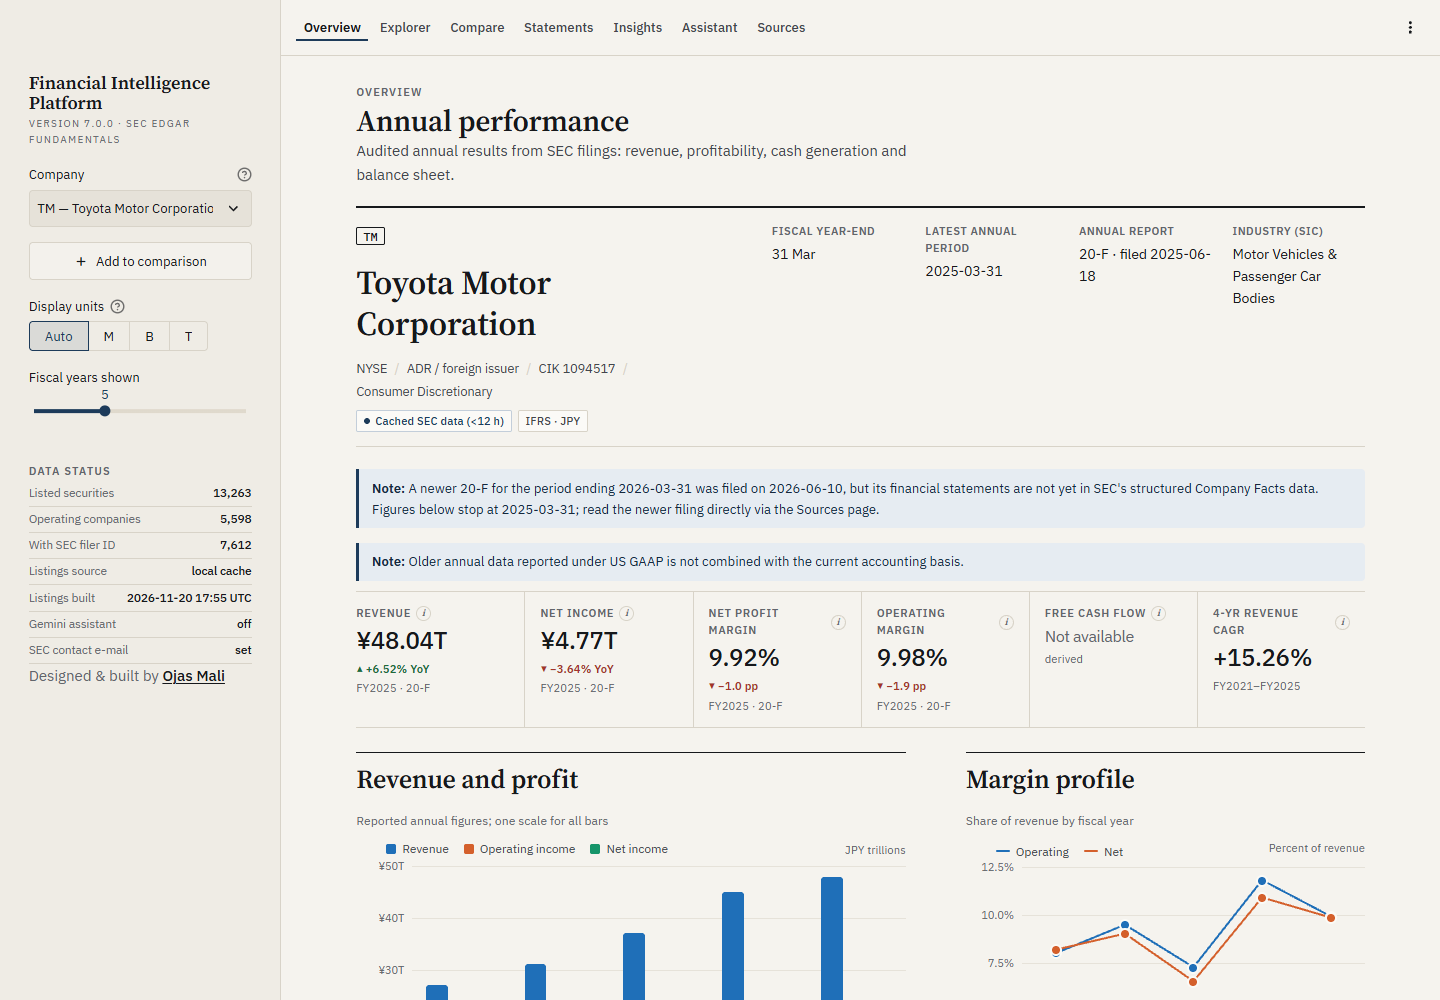 Financial Intelligence
Platform
VERSION 7.0.0 · SEC EDGAR
FUNDAMENTALS
Company
TM — Toyota Motor Corporatio
+ Add to comparison
Display units
Auto
M
B
T
Fiscal years shown
5
DATA STATUS
Listed securities 13,263
Operating companies 5,598
With SEC filer ID 7,612
Listings source local cache
Listings built 2026-11-20 17:55 UTC
Gemini assistant off
SEC contact e-mail set
Designed & built by Ojas Mali
Overview
Explorer
Compare
Statements
Insights
Assistant
Sources
OVERVIEW
Annual performance
Audited annual results from SEC filings: revenue, profitability, cash generation and
balance sheet.
TM
Toyota Motor
Corporation
NYSE / ADR / foreign issuer / CIK 1094517 /
Consumer Discretionary
Cached SEC data (<12 h)
IFRS · JPY
FISCAL YEAR-END
31 Mar
LATEST ANNUAL
PERIOD
2025-03-31
ANNUAL REPORT
20-F · filed 2025-06-
18
INDUSTRY (SIC)
Motor Vehicles &
Passenger Car
Bodies
Note: A newer 20-F for the period ending 2026-03-31 was filed on 2026-06-10, but its financial statements are not yet in SEC's structured Company Facts data.
Figures below stop at 2025-03-31; read the newer filing directly via the Sources page.
Note: Older annual data reported under US GAAP is not combined with the current accounting basis.
REVENUE i
¥48.04T
▲ +6.52% YoY
FY2025 · 20-F
NET INCOME i
¥4.77T
▼ −3.64% YoY
FY2025 · 20-F
NET PROFIT
MARGIN i
9.92%
▼ −1.0 pp
FY2025 · 20-F
OPERATING
MARGIN i
9.98%
▼ −1.9 pp
FY2025 · 20-F
FREE CASH FLOW i
Not available
derived
4-YR REVENUE
CAGR i
+15.26%
FY2021–FY2025
Revenue and profit
Reported annual figures; one scale for all bars
Revenue
Operating income
Net income
JPY trillions
¥50T
¥40T
¥30T
Margin profile
Share of revenue by fiscal year
Operating
Net
Percent of revenue
12.5%
10.0%
7.5%